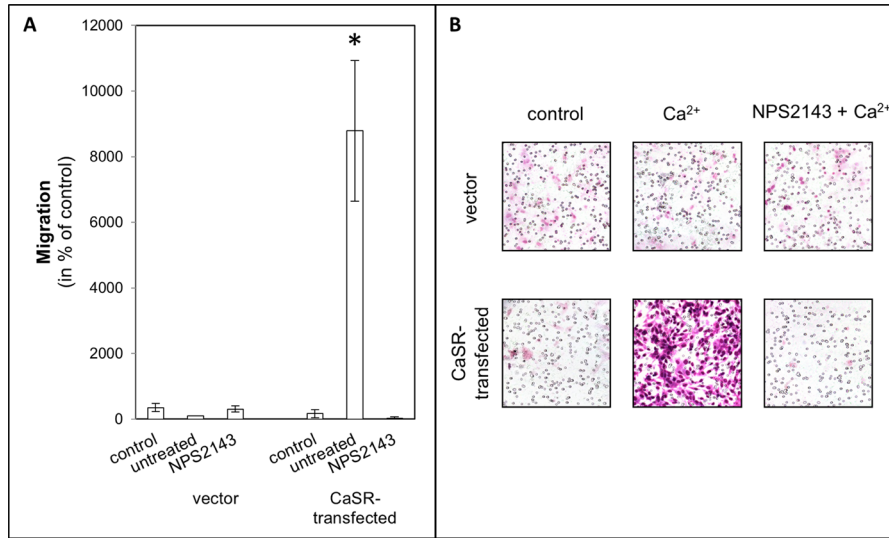 A
12000
10000
8000
6000
4000
2000
0
Migration
(in % of control)
*
control
untreated
NPS2143
control
untreated
NPS2143
vector
CaSR-
transfected
B
control
Ca²⁺
NPS2143 + Ca²⁺
vector
CaSR-
transfected